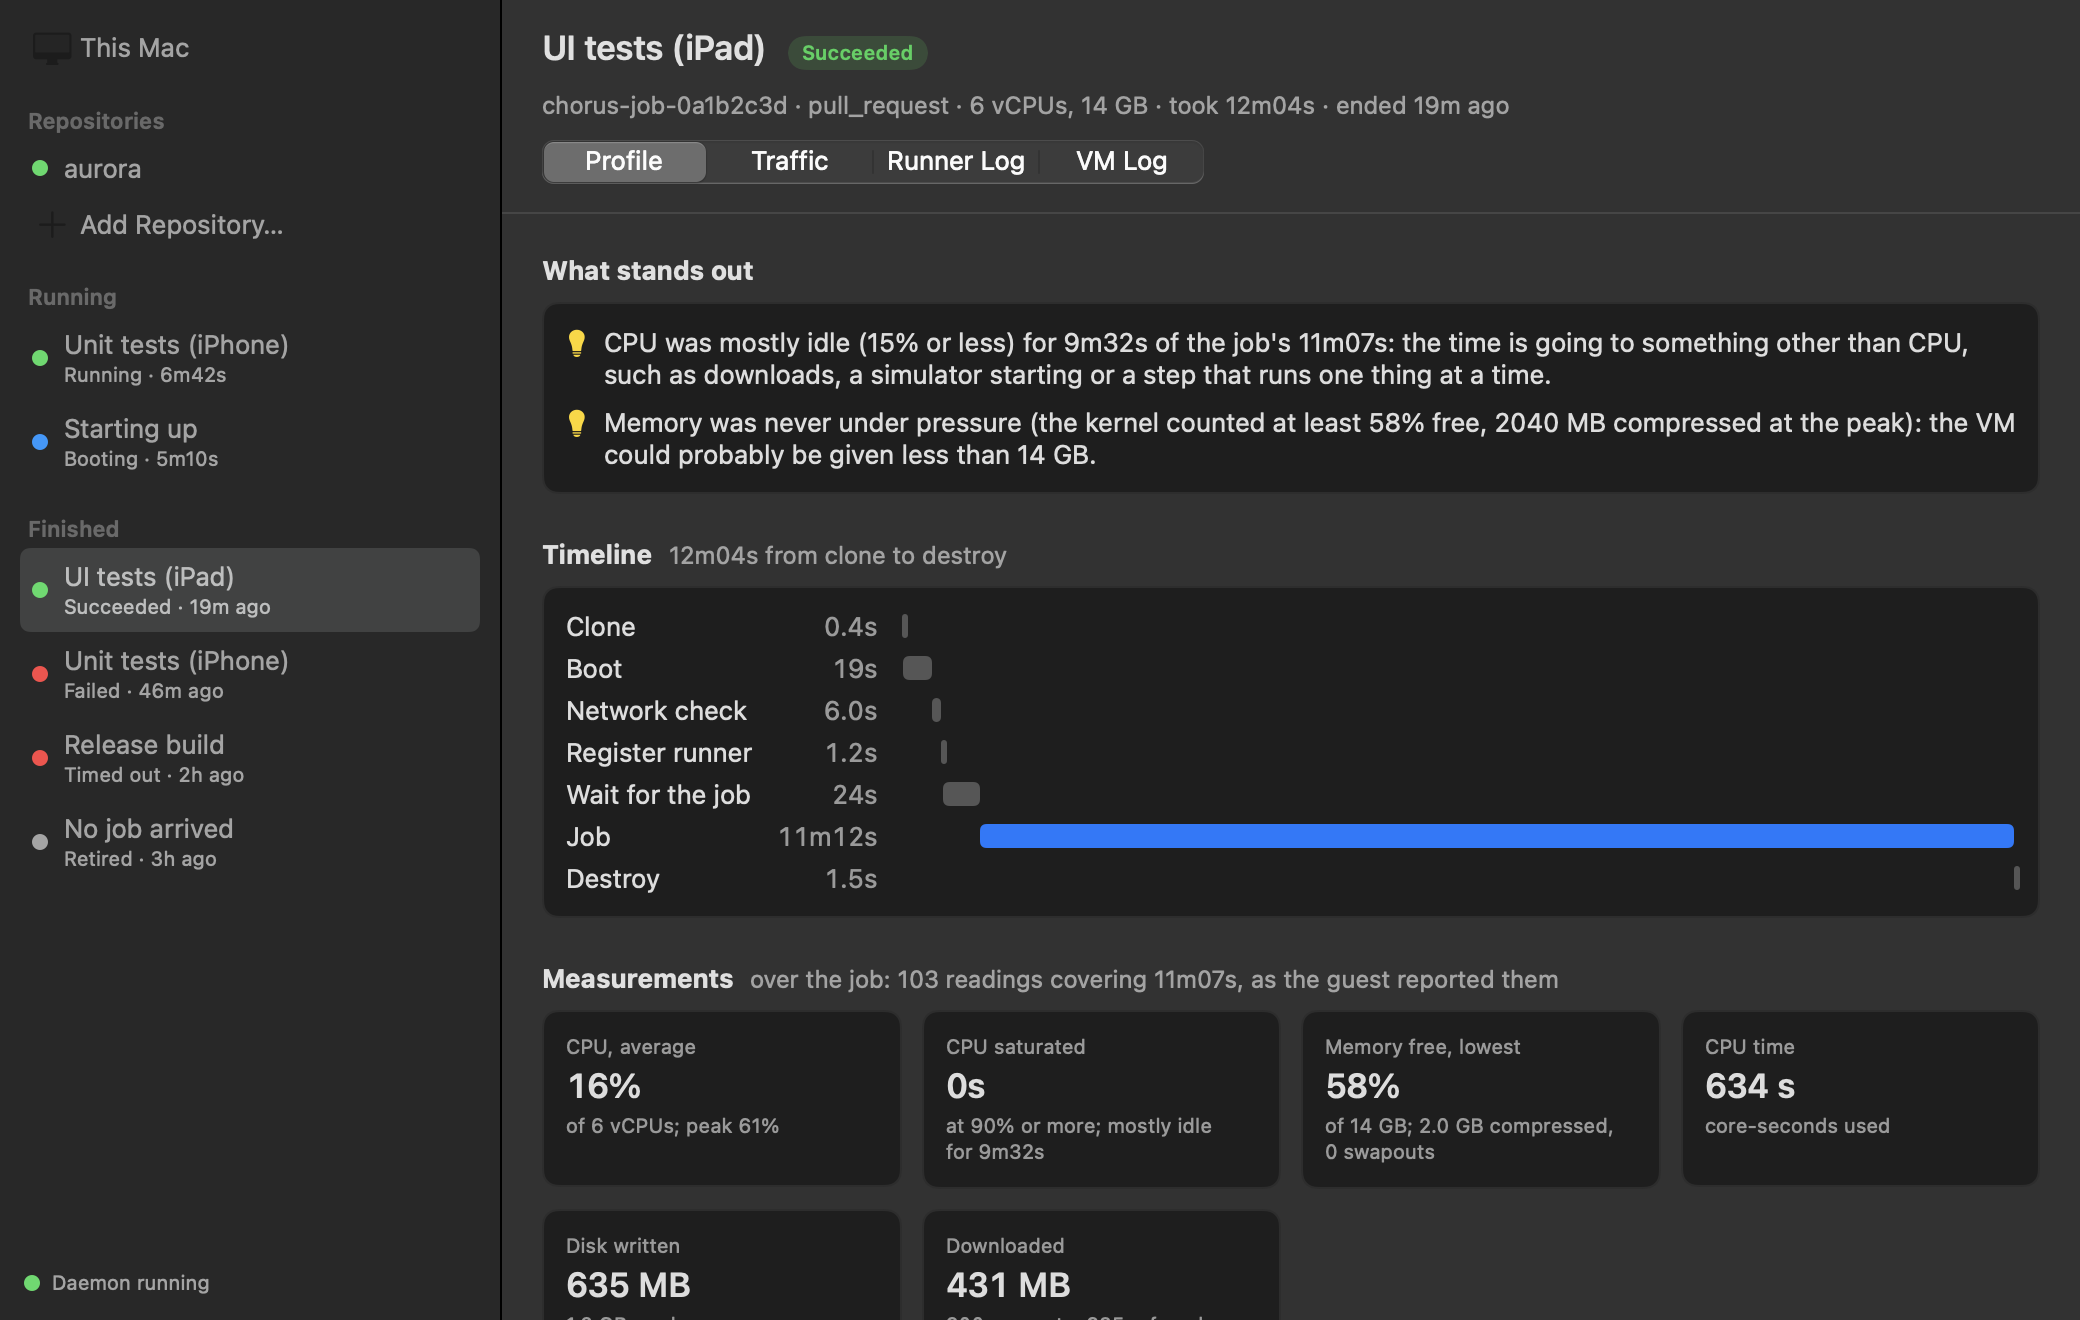 This Mac
Repositories
aurora
Add Repository...
Running
Unit tests (iPhone)
Running · 6m42s
Starting up
Booting · 5m10s
Finished
UI tests (iPad)
Succeeded · 19m ago
Unit tests (iPhone)
Failed · 46m ago
Release build
Timed out · 2h ago
No job arrived
Retired · 3h ago
Daemon running
UI tests (iPad) Succeeded
chorus-job-0a1b2c3d · pull_request · 6 vCPUs, 14 GB · took 12m04s · ended 19m ago
Profile Traffic Runner Log VM Log
What stands out
CPU was mostly idle (15% or less) for 9m32s of the job's 11m07s: the time is going to something other than CPU,
such as downloads, a simulator starting or a step that runs one thing at a time.
Memory was never under pressure (the kernel counted at least 58% free, 2040 MB compressed at the peak): the VM
could probably be given less than 14 GB.
Timeline 12m04s from clone to destroy
Clone 0.4s
Boot 19s
Network check 6.0s
Register runner 1.2s
Wait for the job 24s
Job 11m12s
Destroy 1.5s
Measurements over the job: 103 readings covering 11m07s, as the guest reported them
CPU, average
16%
of 6 vCPUs; peak 61%
CPU saturated
0s
at 90% or more; mostly idle
for 9m32s
Memory free, lowest
58%
of 14 GB; 2.0 GB compressed,
0 swapouts
CPU time
634 s
core-seconds used
Disk written
635 MB
Downloaded
431 MB